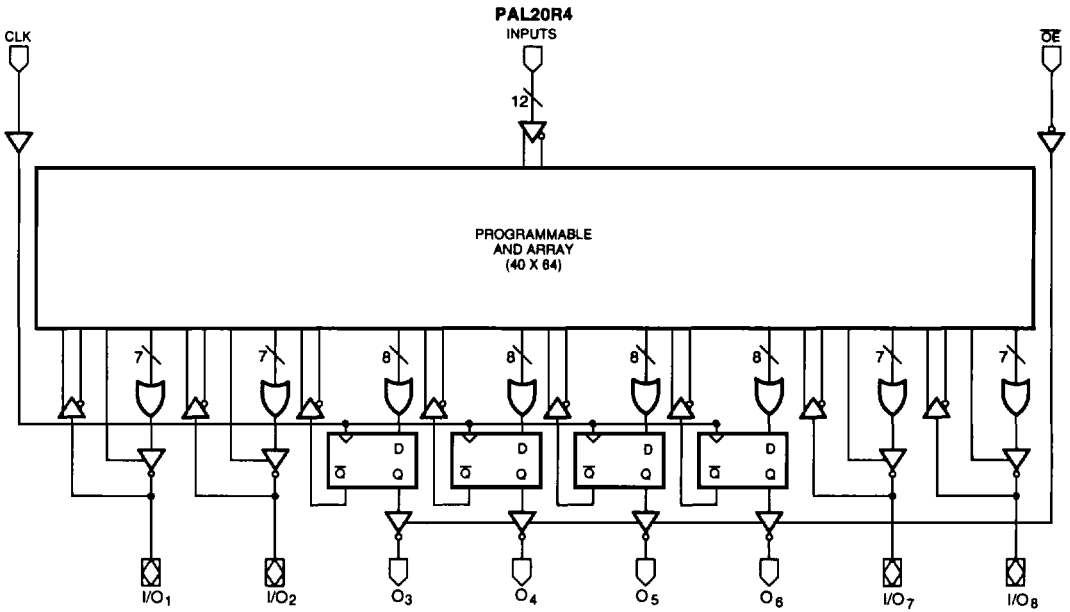 PAL20R4
CLK
INPUTS
O̅E̅
12
PROGRAMMABLE
AND ARRAY
(40 X 64)
7 7 8 8 8 8 7 7
D D D D
Q̅ Q Q̅ Q Q̅ Q Q̅ Q
I/O1 I/O2 O3 O4 O5 O6 I/O7 I/O8